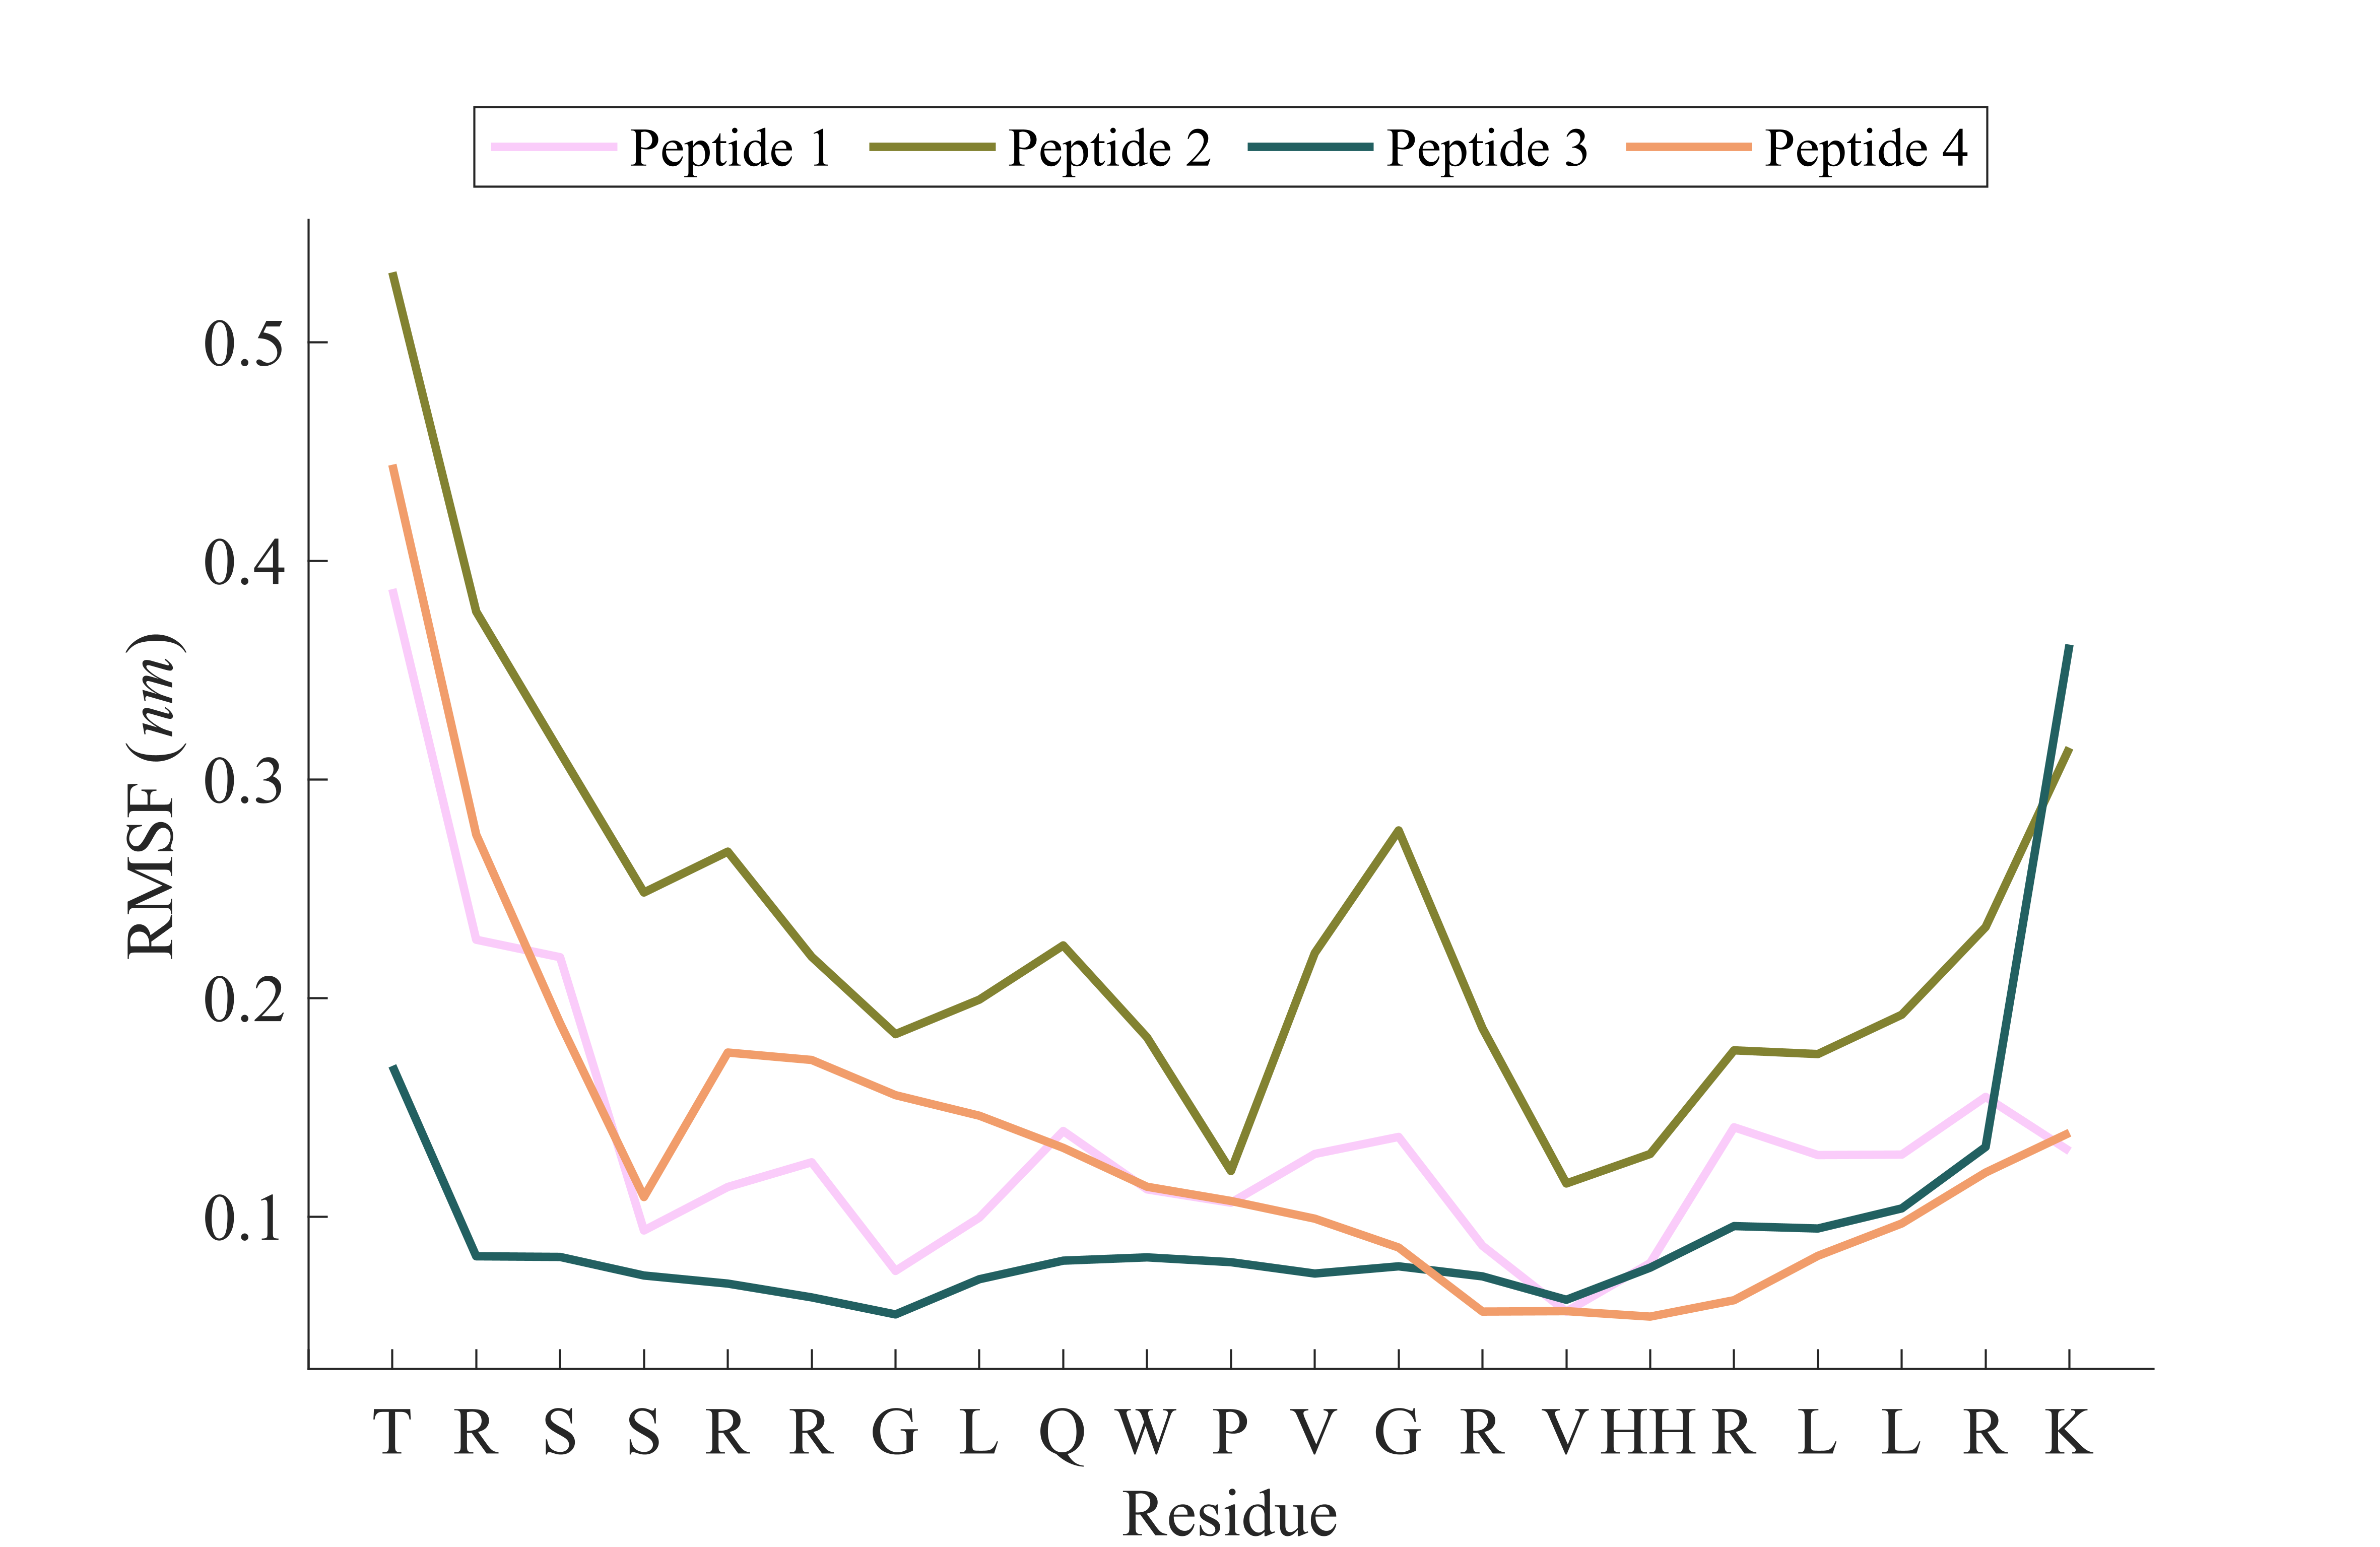 Peptide 1 Peptide 2 Peptide 3 Peptide 4
0.5
0.4
0.3
0.2
0.1
RMSF (nm)
T R S S R R G L Q W P V G R V HHH R L L R K
Residue